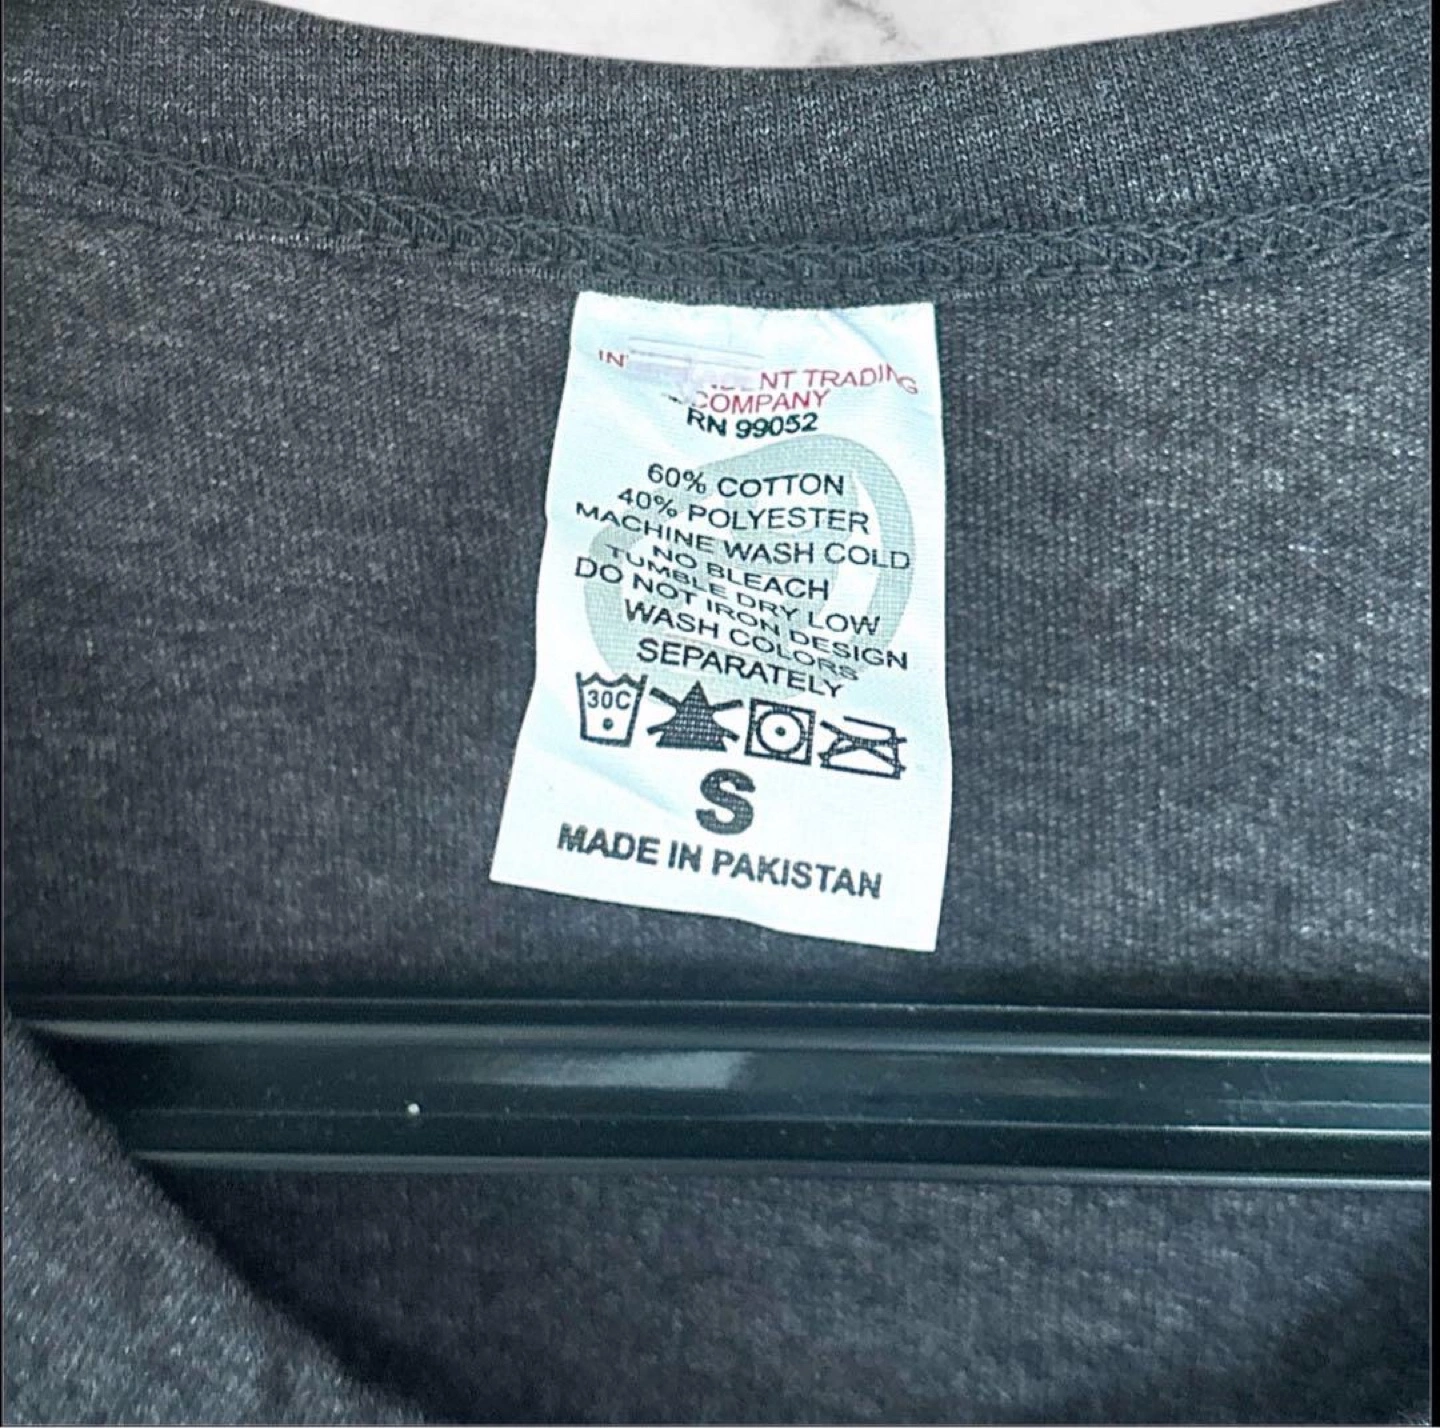 NT TRADING
COMPANY
RN 99052
60% COTTON
40% POLYESTER
MACHINE WASH COLD
NO BLEACH
TUMBLE DRY LOW
DO NOT IRON DESIGN
WASH COLORS
SEPARATELY
30C
S
MADE IN PAKISTAN